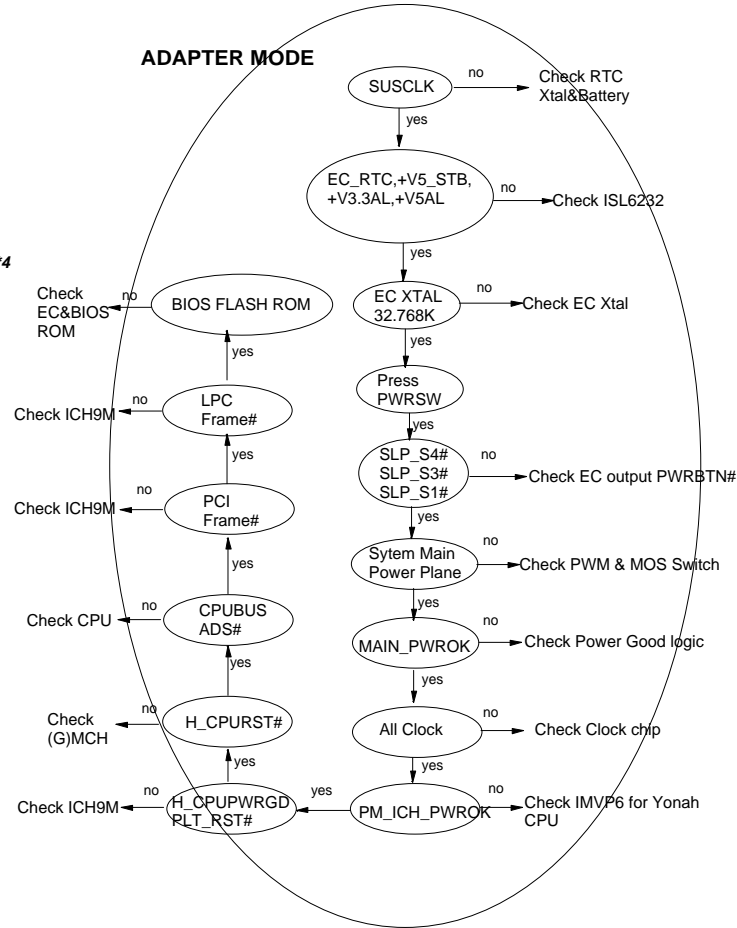 ADAPTER MODE
SUSCLK
no
Check RTC
Xtal&Battery
yes
EC_RTC,+V5_STB,
+V3.3AL,+V5AL
no
Check ISL6232
yes
EC XTAL
32.768K
no
Check EC Xtal
yes
Press
PWRSW
yes
SLP_S4#
SLP_S3#
SLP_S1#
no
Check EC output PWRBTN#
yes
Sytem Main
Power Plane
no
Check PWM & MOS Switch
yes
MAIN_PWROK
no
Check Power Good logic
yes
All Clock
no
Check Clock chip
yes
PM_ICH_PWROK
no
Check IMVP6 for Yonah
CPU
yes
H_CPUPWRGD
PLT_RST#
no
Check ICH9M
yes
H_CPURST#
no
Check
(G)MCH
yes
CPUBUS
ADS#
no
Check CPU
yes
PCI
Frame#
no
Check ICH9M
yes
LPC
Frame#
no
Check ICH9M
yes
BIOS FLASH ROM
no
Check
EC&BIOS
ROM